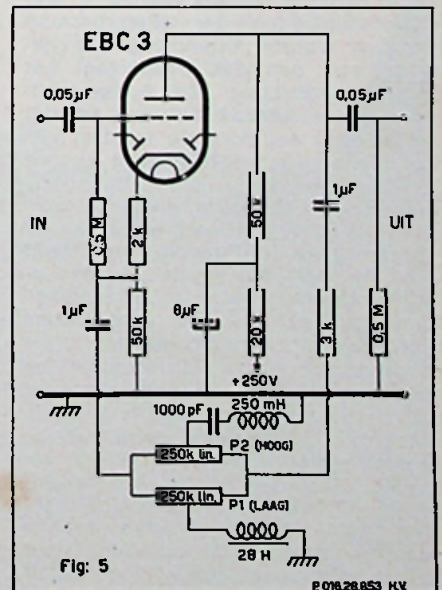 EBC 3
0,05µF
0,05µF
IN
0,5 M
2 k
50 k
1µF
UIT
1µF
50 k
8µF
20 k
3 k
0,5 M
+250V
1000 pF
250 mH
250k lin.
P2 (HOOG)
250k lin.
P1 (LAAG)
28 H
Fig: 5
P.016.28.853 H.V.